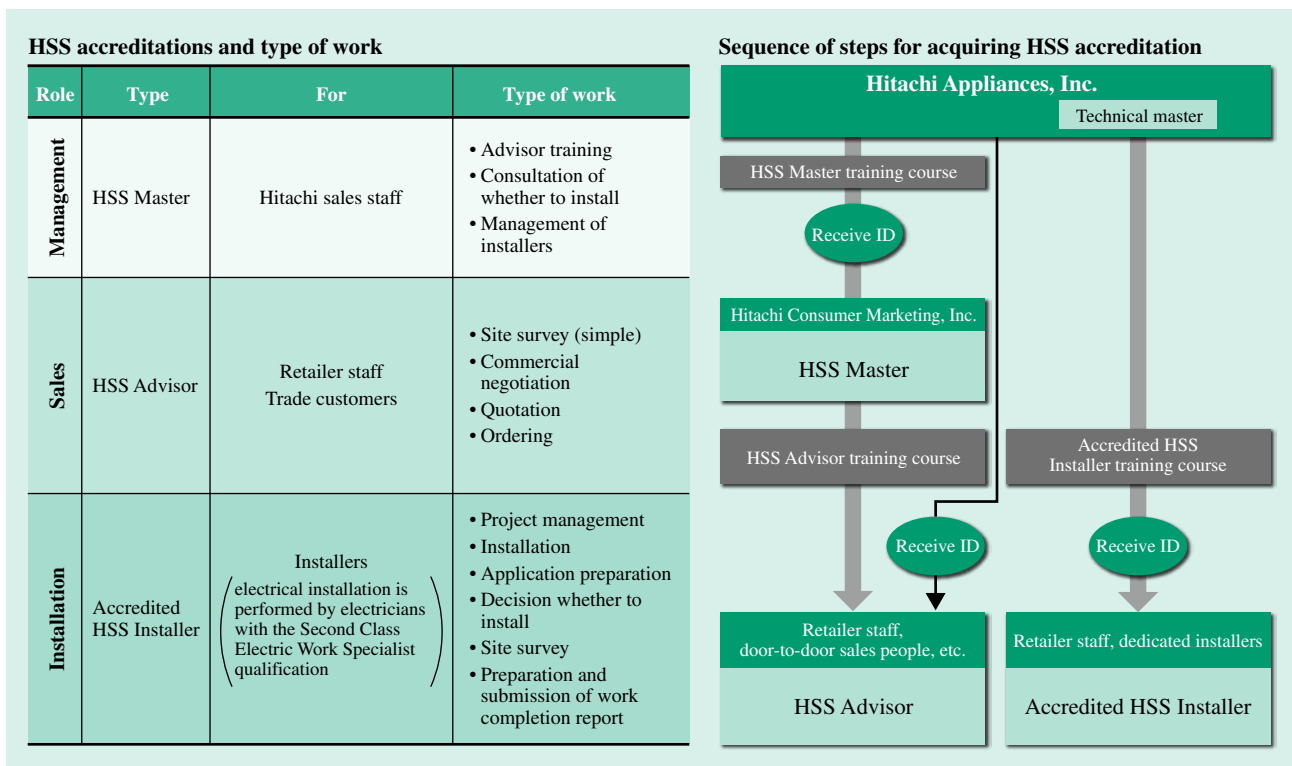 HSS accreditations and type of work
Role
Type
For
Type of work
Management
HSS Master
Hitachi sales staff
• Advisor training
• Consultation of
whether to install
• Management of
installers
Sales
HSS Advisor
Retailer staff
Trade customers
• Site survey (simple)
• Commercial
negotiation
• Quotation
• Ordering
Installation
Accredited
HSS Installer
Installers
(electrical installation is
performed by electricians
with the Second Class
Electric Work Specialist
qualification)
• Project management
• Installation
• Application preparation
• Decision whether to
install
• Site survey
• Preparation and
submission of work
completion report
Sequence of steps for acquiring HSS accreditation
Hitachi Appliances, Inc.
Technical master
HSS Master training course
Receive ID
Hitachi Consumer Marketing, Inc.
HSS Master
HSS Advisor training course
Accredited HSS
Installer training course
Receive ID
Receive ID
Retailer staff,
door-to-door sales people, etc.
HSS Advisor
Retailer staff, dedicated installers
Accredited HSS Installer